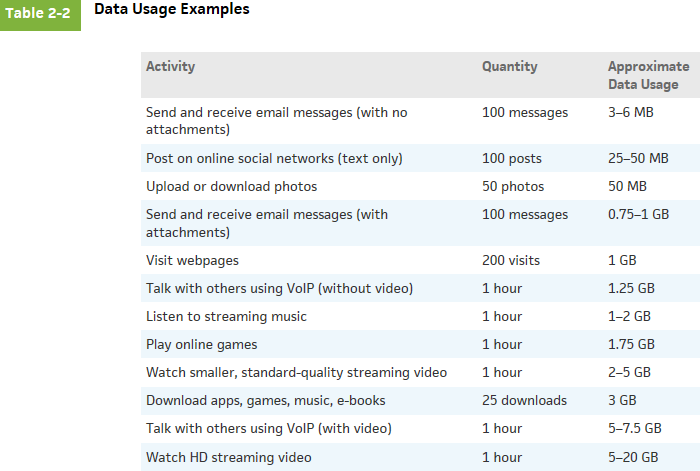 Table 2-2 Data Usage Examples
Activity Quantity Approximate
Data Usage
Send and receive email messages (with no 100 messages 3–6 MB
attachments)
Post on online social networks (text only) 100 posts 25–50 MB
Upload or download photos 50 photos 50 MB
Send and receive email messages (with 100 messages 0.75–1 GB
attachments)
Visit webpages 200 visits 1 GB
Talk with others using VoIP (without video) 1 hour 1.25 GB
Listen to streaming music 1 hour 1–2 GB
Play online games 1 hour 1.75 GB
Watch smaller, standard-quality streaming video 1 hour 2–5 GB
Download apps, games, music, e-books 25 downloads 3 GB
Talk with others using VoIP (with video) 1 hour 5–7.5 GB
Watch HD streaming video 1 hour 5–20 GB